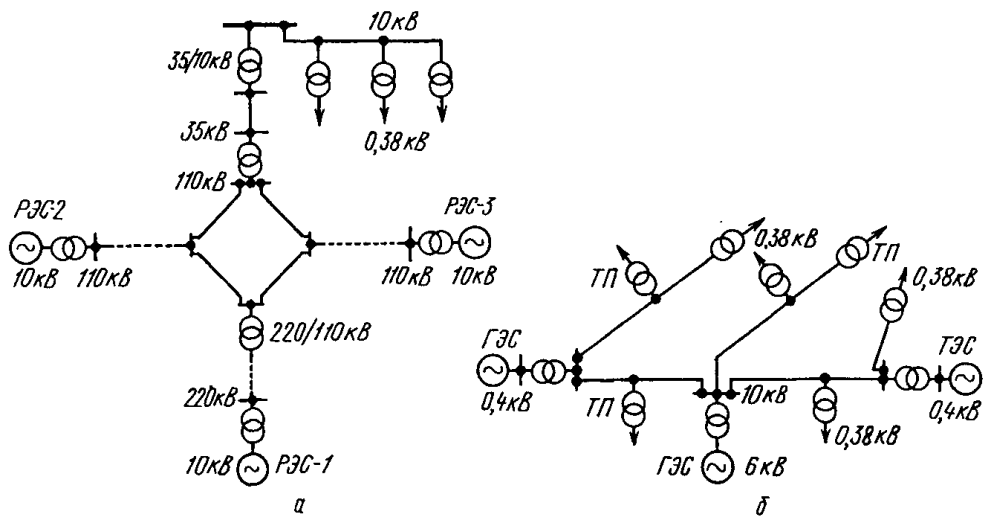 10кВ
35/10кВ
0,38кВ
35кВ
110кВ
РЭС-2
10кВ 110кВ
РЭС-3
110кВ 10кВ
220/110кВ
220кВ
10кВ РЭС-1
а
ТП
0,38кВ
ТП
0,38кВ
ГЭС
0,4кВ
ТП
10кВ
ТЭС
0,4кВ
0,38кВ
ГЭС 6кВ
б